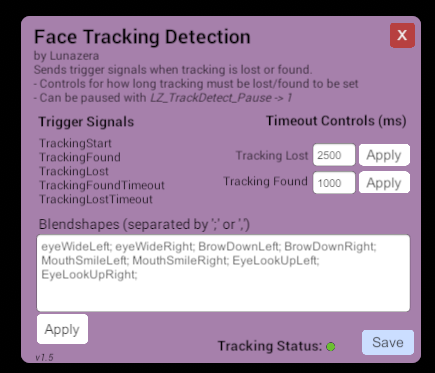 Face Tracking Detection
X
by Lunazera
Sends trigger signals when tracking is lost or found.
- Controls for how long tracking must be lost/found to be set
- Can be paused with LZ_TrackDetect_Pause -> 1
Trigger Signals
TrackingStart
TrackingFound
TrackingLost
TrackingFoundTimeout
TrackingLostTimeout
Timeout Controls (ms)
Tracking Lost 2500 Apply
Tracking Found 1000 Apply
Blendshapes (separated by ';' or ',')
eyeWideLeft; eyeWideRight; BrowDownLeft; BrowDownRight;
MouthSmileLeft; MouthSmileRight; EyeLookUpLeft;
EyeLookUpRight;
Apply
Tracking Status:
Save
v1.5